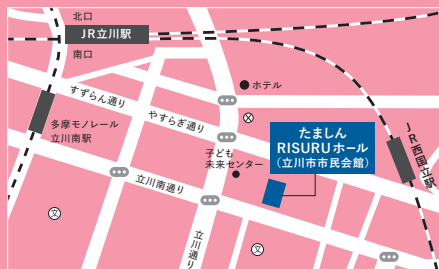 北口
JR立川駅
南口
ホテル
すずらん通り
やすらぎ通り
多摩モノレール
立川南駅
たましん
RISURUホール
(立川市市民会館)
JR西国立駅
子ども
未来センター
立川南通り
立川通り
文
文